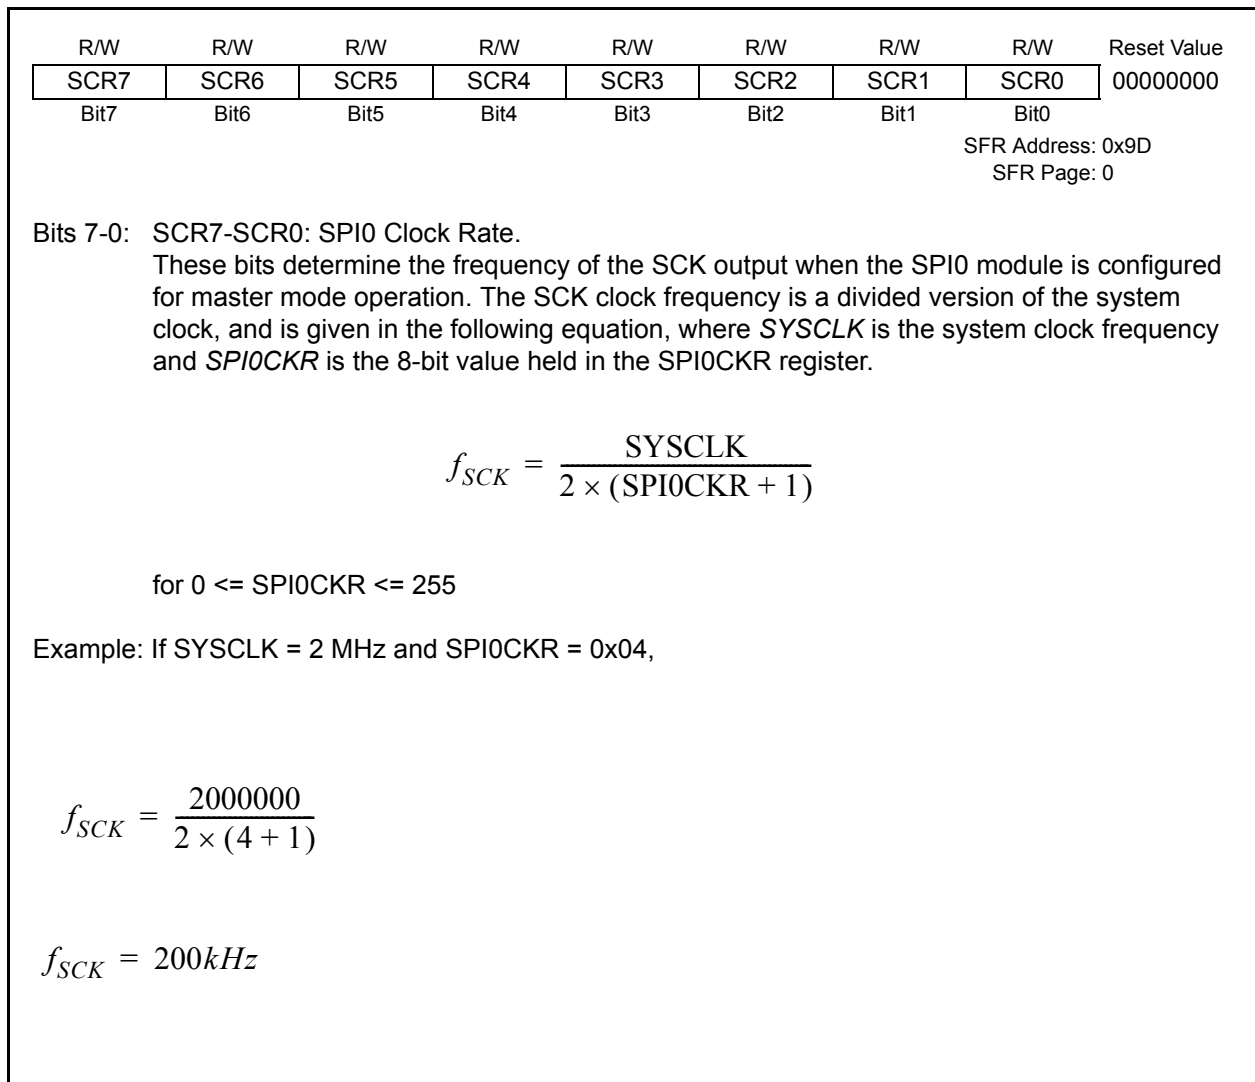 R/W R/W R/W R/W R/W R/W R/W R/W Reset Value
SCR7 SCR6 SCR5 SCR4 SCR3 SCR2 SCR1 SCR0 00000000
Bit7 Bit6 Bit5 Bit4 Bit3 Bit2 Bit1 Bit0
SFR Address: 0x9D
SFR Page: 0
Bits 7-0: SCR7-SCR0: SPI0 Clock Rate.
These bits determine the frequency of the SCK output when the SPI0 module is configured
for master mode operation. The SCK clock frequency is a divided version of the system
clock, and is given in the following equation, where SYSCLK is the system clock frequency
and SPI0CKR is the 8-bit value held in the SPI0CKR register.
f_SCK = SYSCLK / 2 × (SPI0CKR + 1)
for 0 <= SPI0CKR <= 255
Example: If SYSCLK = 2 MHz and SPI0CKR = 0x04,
f_SCK = 2000000 / 2 × (4 + 1)
f_SCK = 200kHz